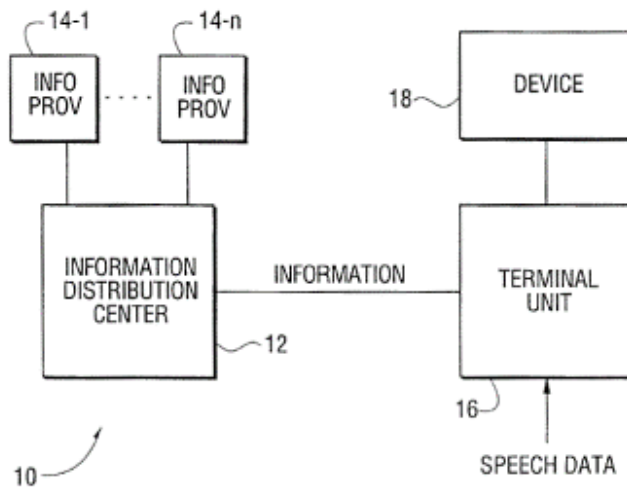 14-1
14-n
INFO
PROV
. . . .
INFO
PROV
18
DEVICE
INFORMATION
DISTRIBUTION
CENTER
INFORMATION
TERMINAL
UNIT
12
16
10
SPEECH DATA